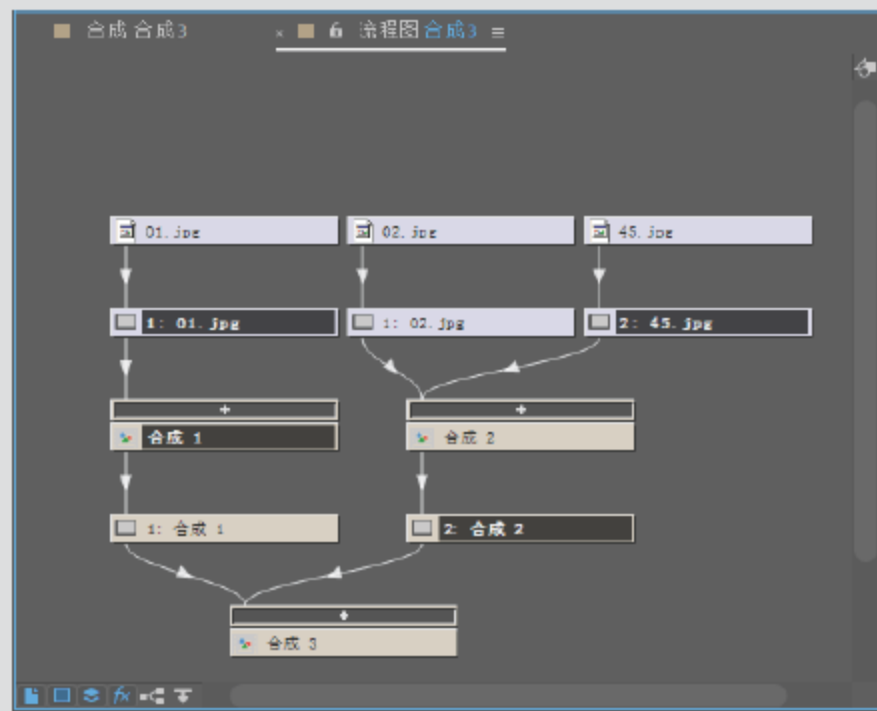 合成 合成3
× 流程图 合成3 ≡
01.jpg
02.jpg
45.jpg
1: 01.jpg
1: 02.jpg
2: 45.jpg
+
+
合成 1
合成 2
1: 合成 1
2: 合成 2
+
合成 3
fx